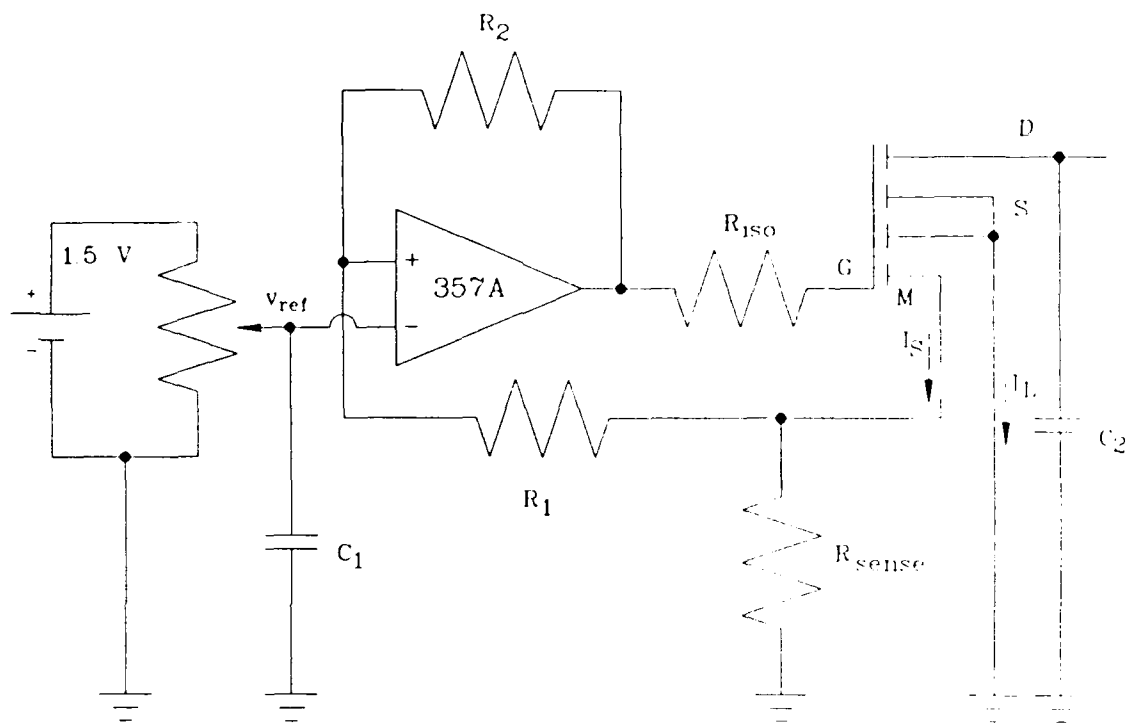 R2
D
S
1.5 V
Riso
+
357A
G
vref
M
+
-
-
IS
IL
C2
R1
C1
Rsense